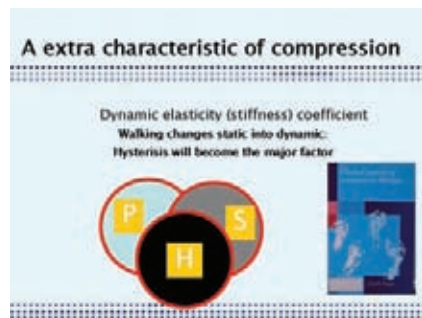 A extra characteristic of compression
Dynamic elasticity (stiffness) coefficient
Walking changes static into dynamic:
Hysterisis will become the major factor
P
S
H